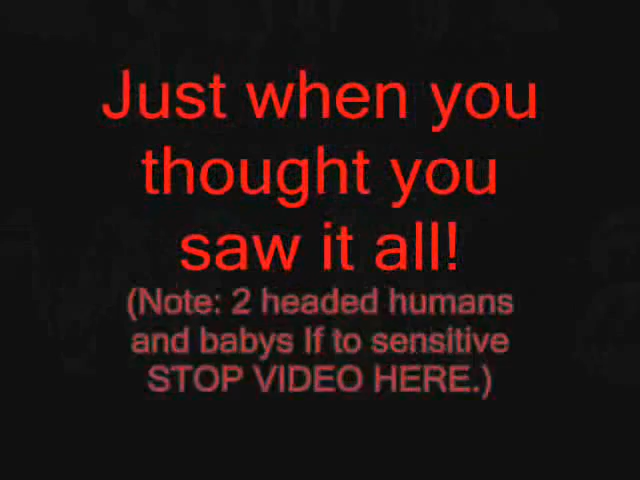 Just when you
thought you
saw it all!
(Note: 2 headed humans
and babys If to sensitive
STOP VIDEO HERE.)